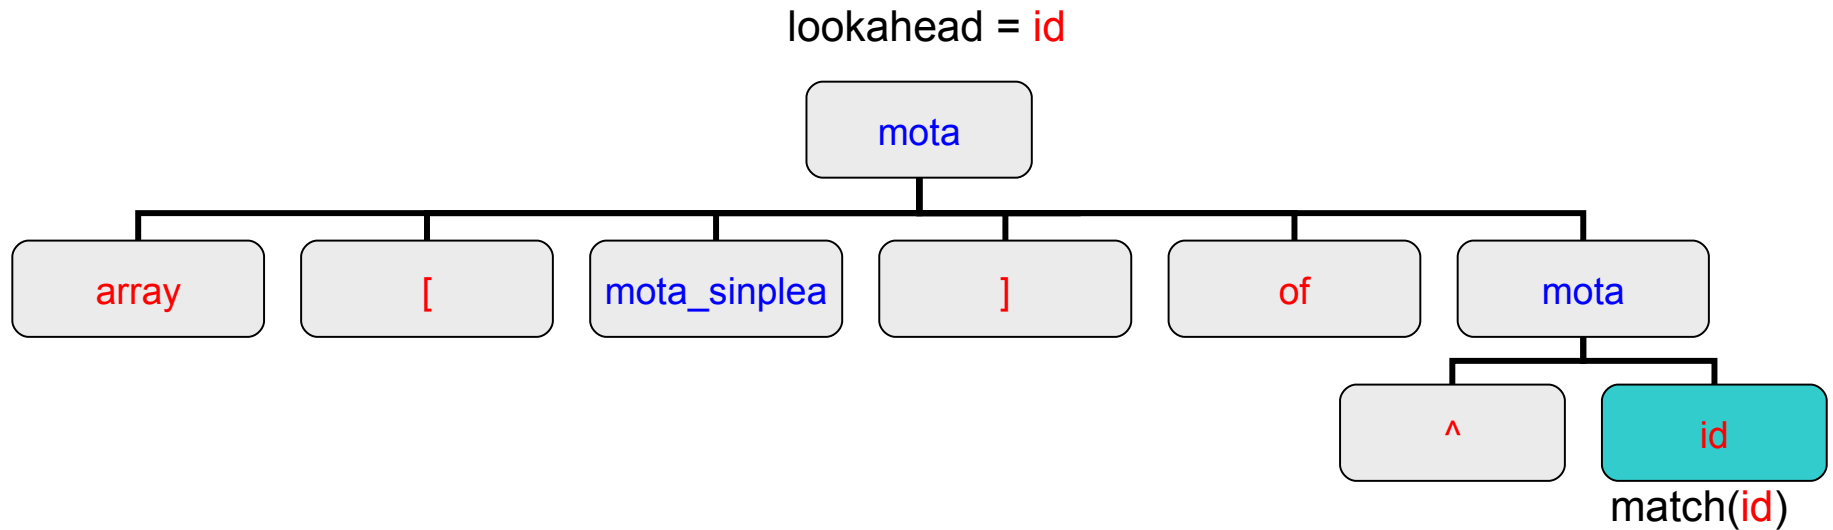 lookahead = id
mota
array [ mota_sinplea ] of mota
^ id
match(id)